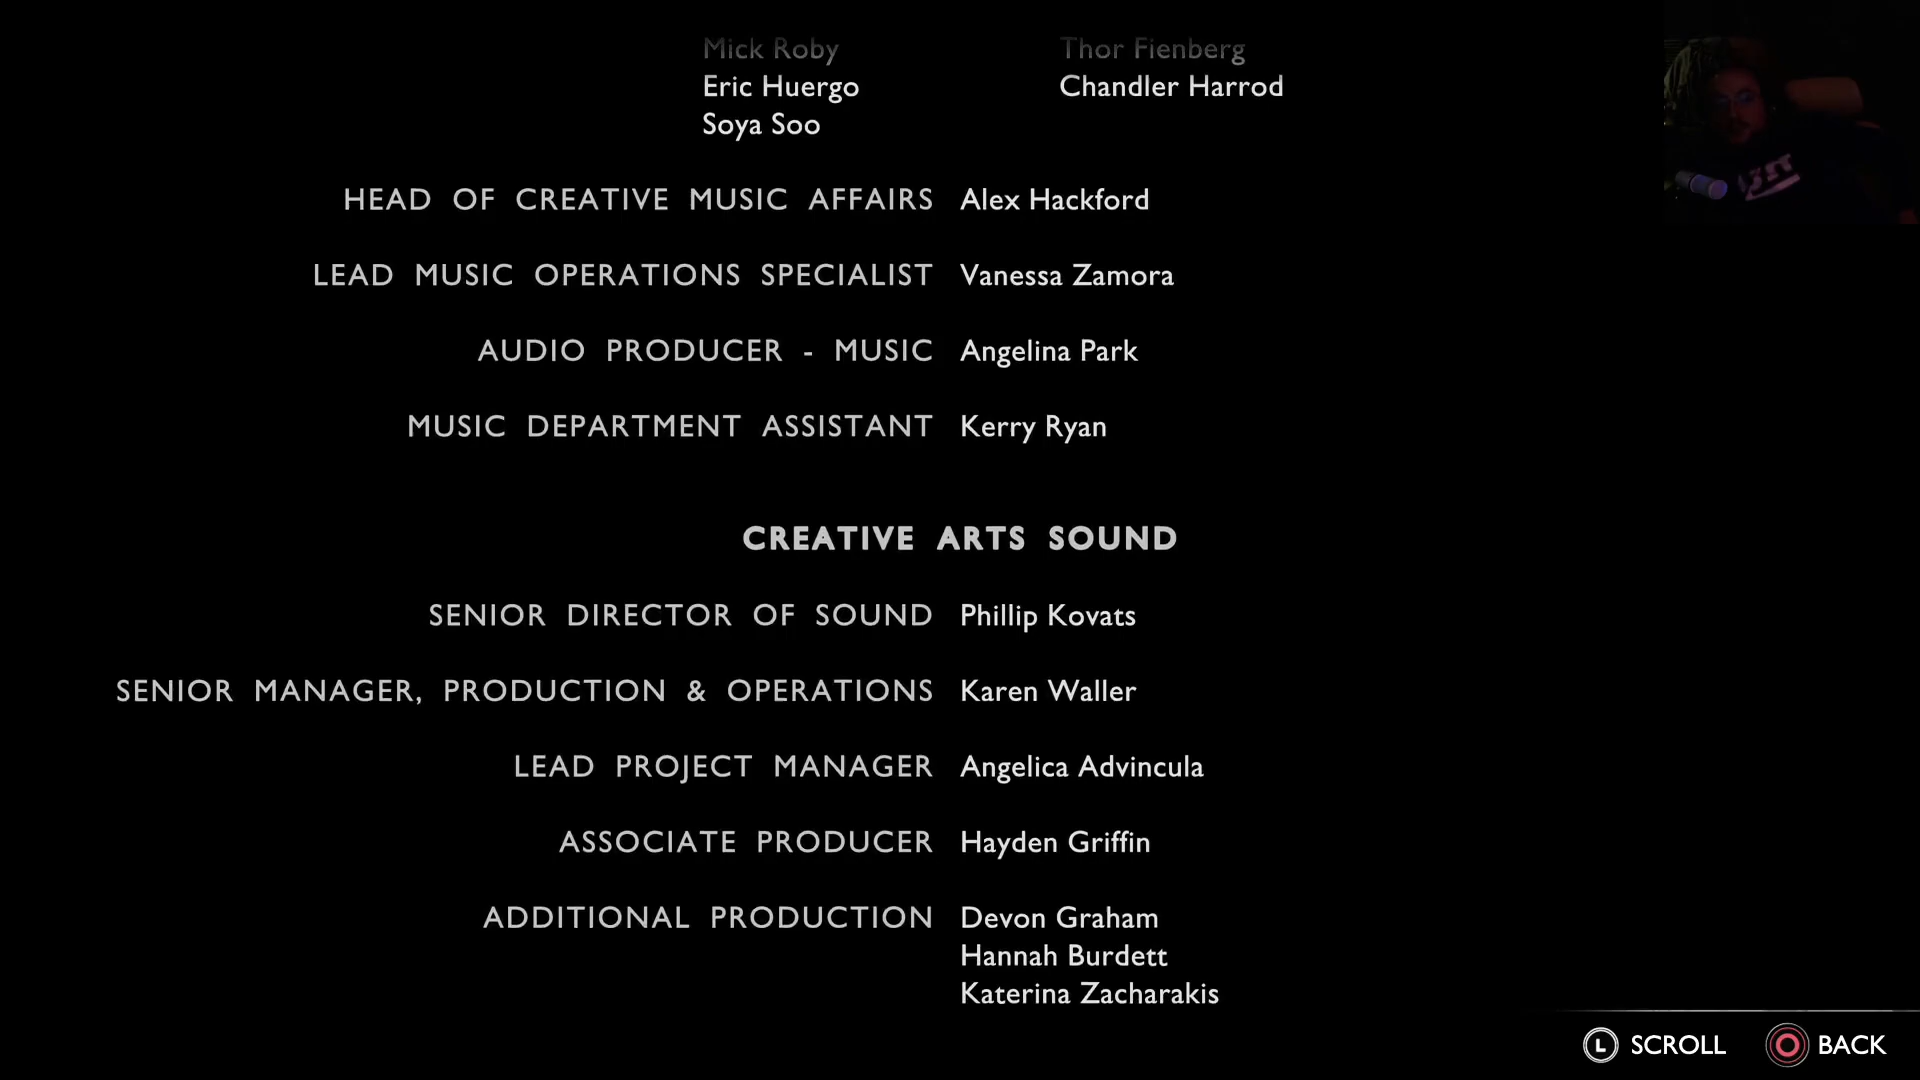 Mick Roby Thor Fienberg
Eric Huergo Chandler Harrod
Soya Soo
HEAD OF CREATIVE MUSIC AFFAIRS Alex Hackford
LEAD MUSIC OPERATIONS SPECIALIST Vanessa Zamora
AUDIO PRODUCER - MUSIC Angelina Park
MUSIC DEPARTMENT ASSISTANT Kerry Ryan
CREATIVE ARTS SOUND
SENIOR DIRECTOR OF SOUND Phillip Kovats
SENIOR MANAGER, PRODUCTION & OPERATIONS Karen Waller
LEAD PROJECT MANAGER Angelica Advincula
ASSOCIATE PRODUCER Hayden Griffin
ADDITIONAL PRODUCTION Devon Graham
Hannah Burdett
Katerina Zacharakis
L SCROLL BACK